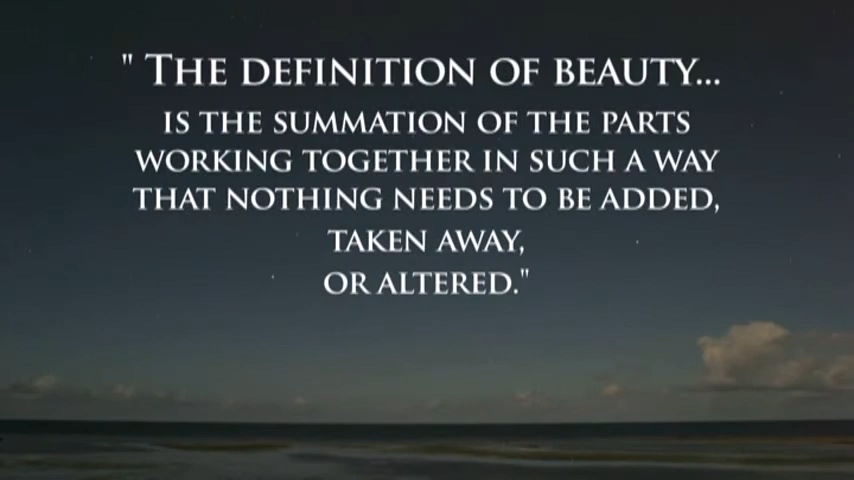 " THE DEFINITION OF BEAUTY...
IS THE SUMMATION OF THE PARTS
WORKING TOGETHER IN SUCH A WAY
THAT NOTHING NEEDS TO BE ADDED,
TAKEN AWAY,
OR ALTERED."